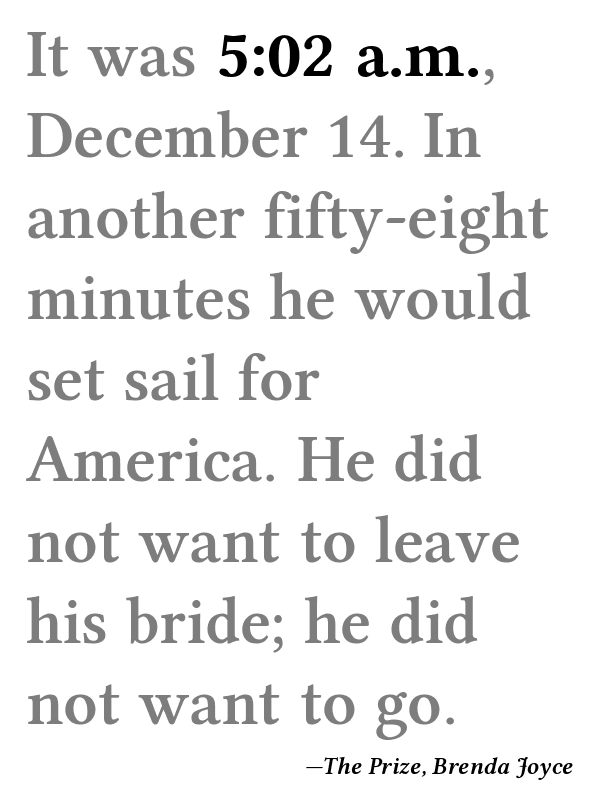 It was 5:02 a.m.,
December 14. In
another fifty-eight
minutes he would
set sail for
America. He did
not want to leave
his bride; he did
not want to go.
—The Prize, Brenda Joyce